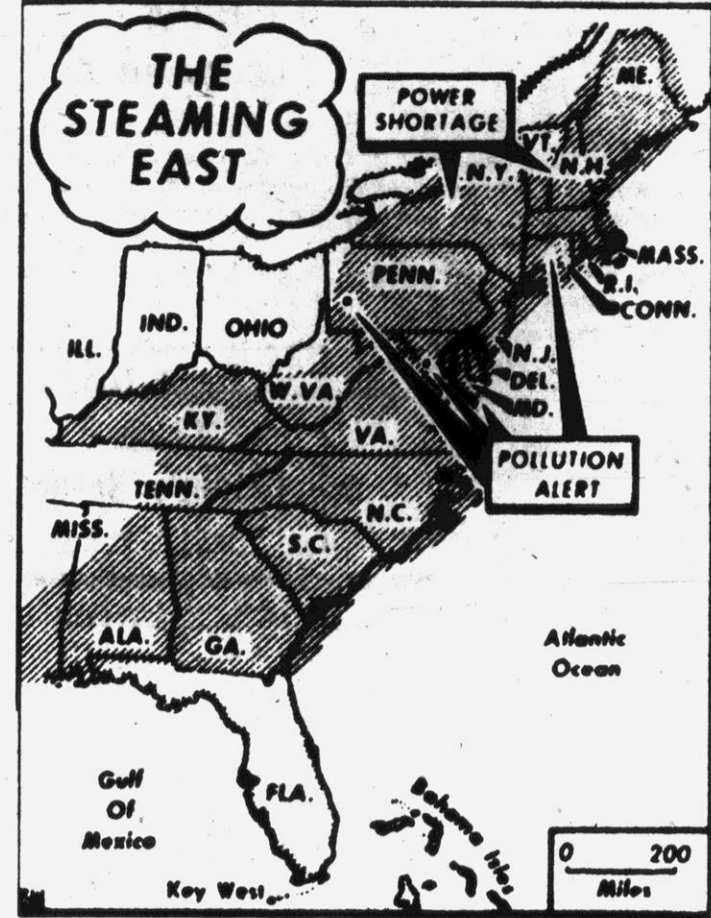 THE
STEAMING
EAST
POWER
SHORTAGE
ME.
VT.
N.H.
N.Y.
MASS.
R.I.
CONN.
PENN.
IND.
OHIO
ILL.
N.J.
DEL.
MD.
W.VA.
KY.
VA.
POLLUTION
ALERT
TENN.
N.C.
MISS.
S.C.
ALA.
GA.
Atlantic
Ocean
FLA.
Gulf
Of
Mexico
Bahama Isles
Key West
0 200
Miles